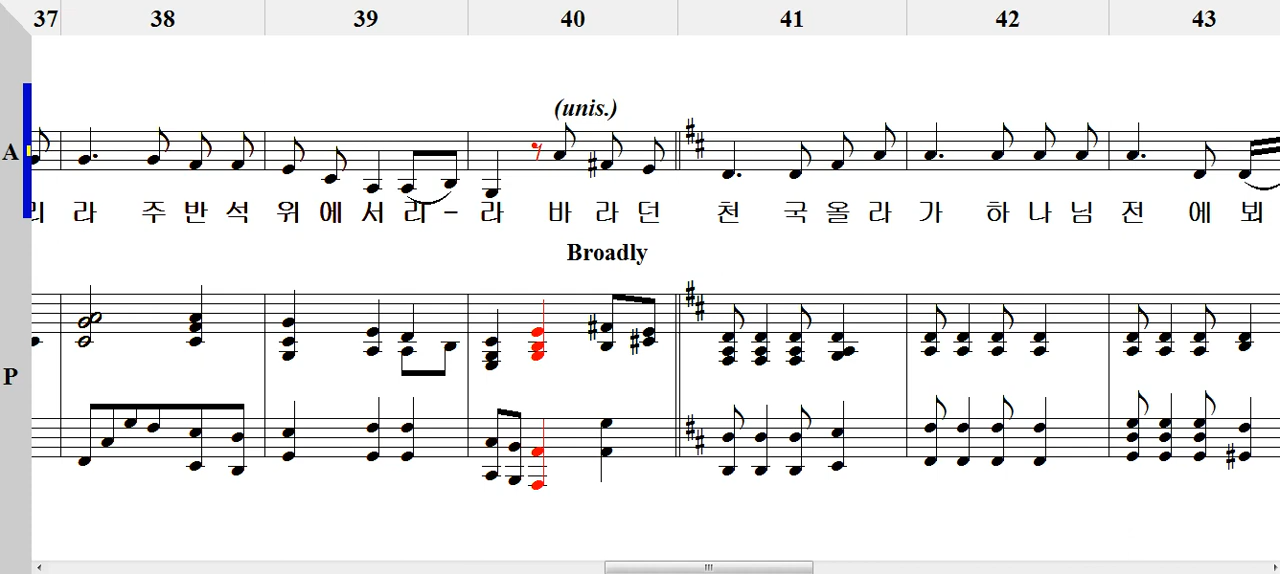 37 38 39 40 41 42 43
(unis.)
A
라 주 반 석 위 에 서 리 - 라 바 라 던 천 국 올 라 가 하 나 님 전 에 뵈
Broadly
P